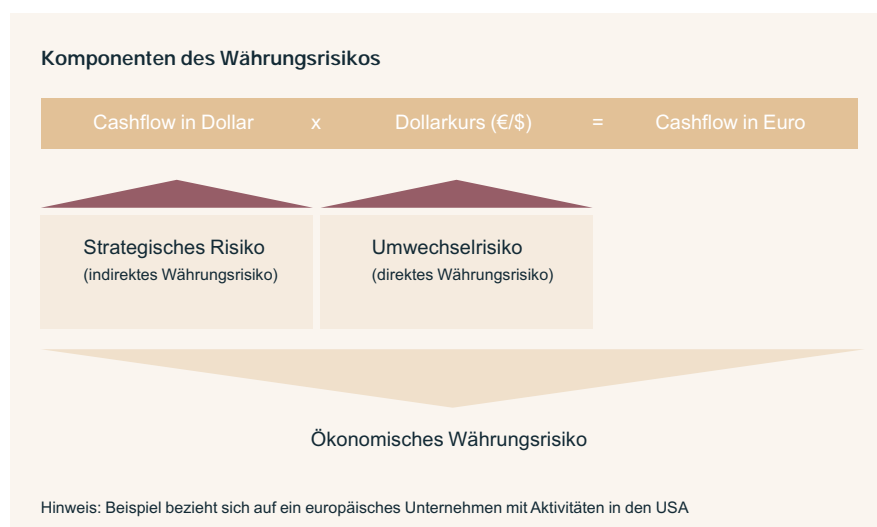 Komponenten des Währungsrisikos
Cashflow in Dollar x Dollarkurs (€/$) = Cashflow in Euro
Strategisches Risiko
(indirektes Währungsrisiko)
Umwechselrisiko
(direktes Währungsrisiko)
Ökonomisches Währungsrisiko
Hinweis: Beispiel bezieht sich auf ein europäisches Unternehmen mit Aktivitäten in den USA